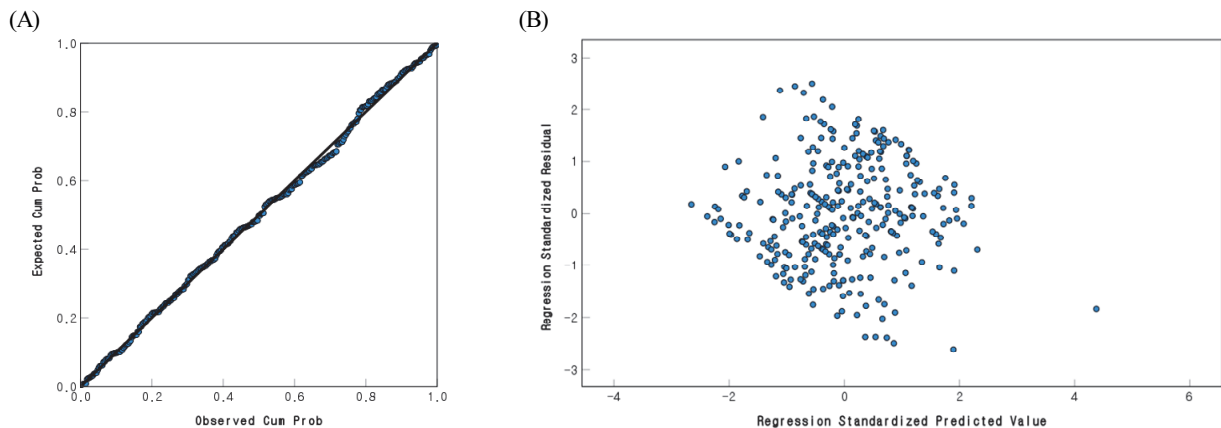 (A)
1.0
0.8
0.6
0.4
0.2
0.0
Expected Cum Prob
0.0 0.2 0.4 0.6 0.8 1.0
Observed Cum Prob
(B)
3
2
1
0
-1
-2
-3
Regression Standardized Residual
-4 -2 0 2 4 6
Regression Standardized Predicted Value